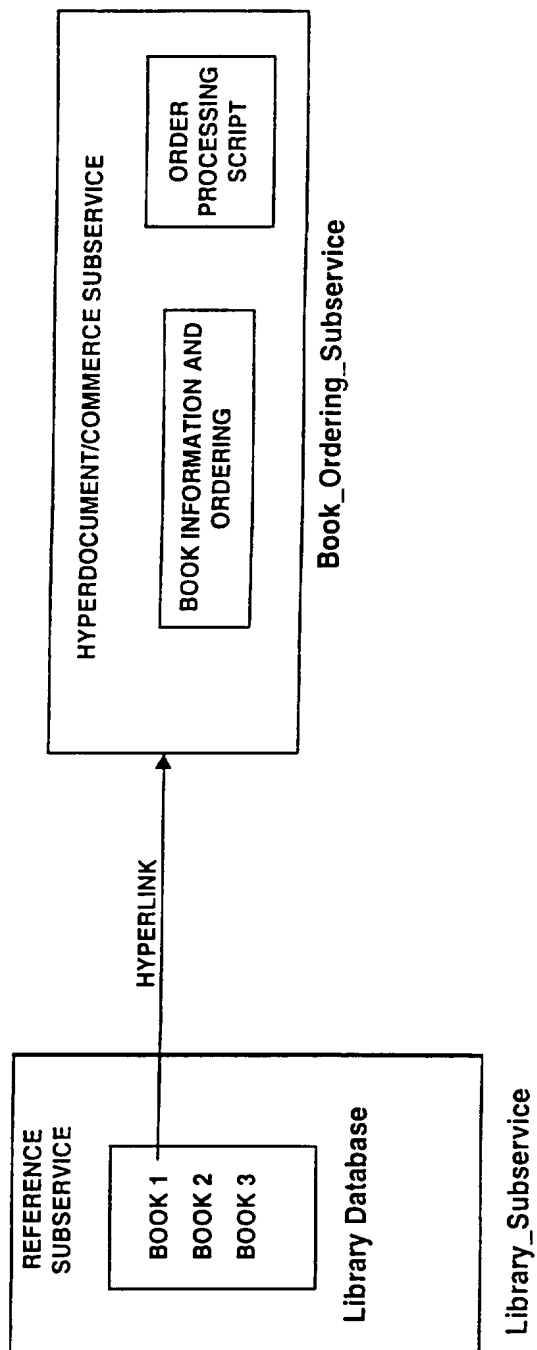 REFERENCE
SUBSERVICE
BOOK 1
BOOK 2
BOOK 3
Library Database
Library_Subservice
HYPERLINK
HYPERDOCUMENT/COMMERCE SUBSERVICE
BOOK INFORMATION AND
ORDERING
ORDER
PROCESSING
SCRIPT
Book_Ordering_Subservice